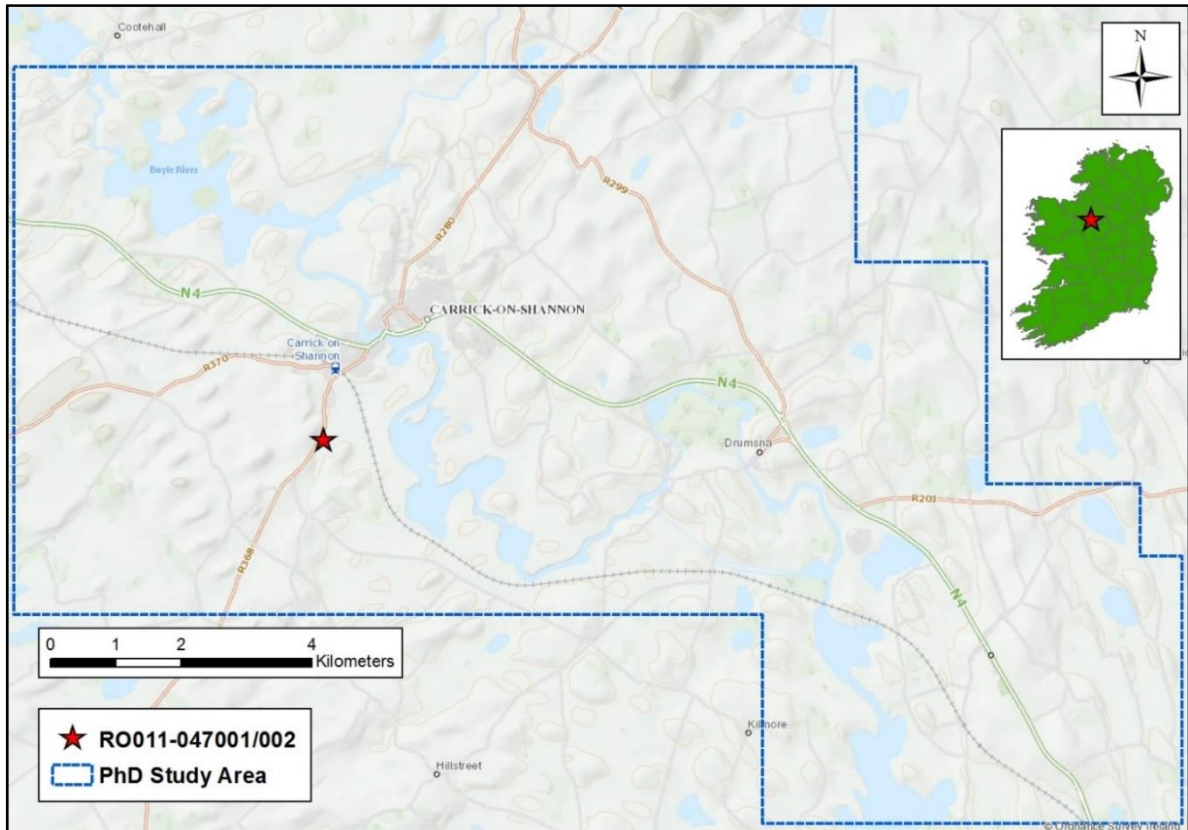 Cootehall
N
Boyle River
R299
R280
N4
CARRICK-ON-SHANNON
Carrick on
Shannon
R370
N4
Drumsna
R201
R368
N4
0 1 2 4
Kilometers
RO011-047001/002
PhD Study Area
Kilmore
Hillstreet
© Ordnance Survey Ireland